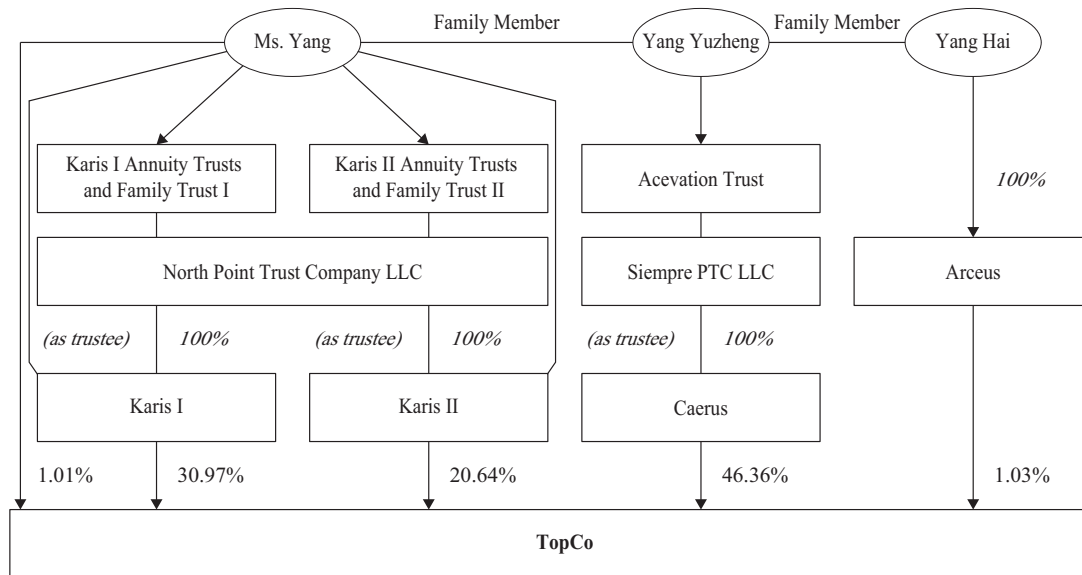 Family Member
Family Member
Ms. Yang
Yang Yuzheng
Yang Hai
Karis I Annuity Trusts
and Family Trust I
Karis II Annuity Trusts
and Family Trust II
Acevation Trust
100%
North Point Trust Company LLC
Siempre PTC LLC
Arceus
(as trustee)
100%
(as trustee)
100%
(as trustee)
100%
Karis I
Karis II
Caerus
1.01%
30.97%
20.64%
46.36%
1.03%
TopCo